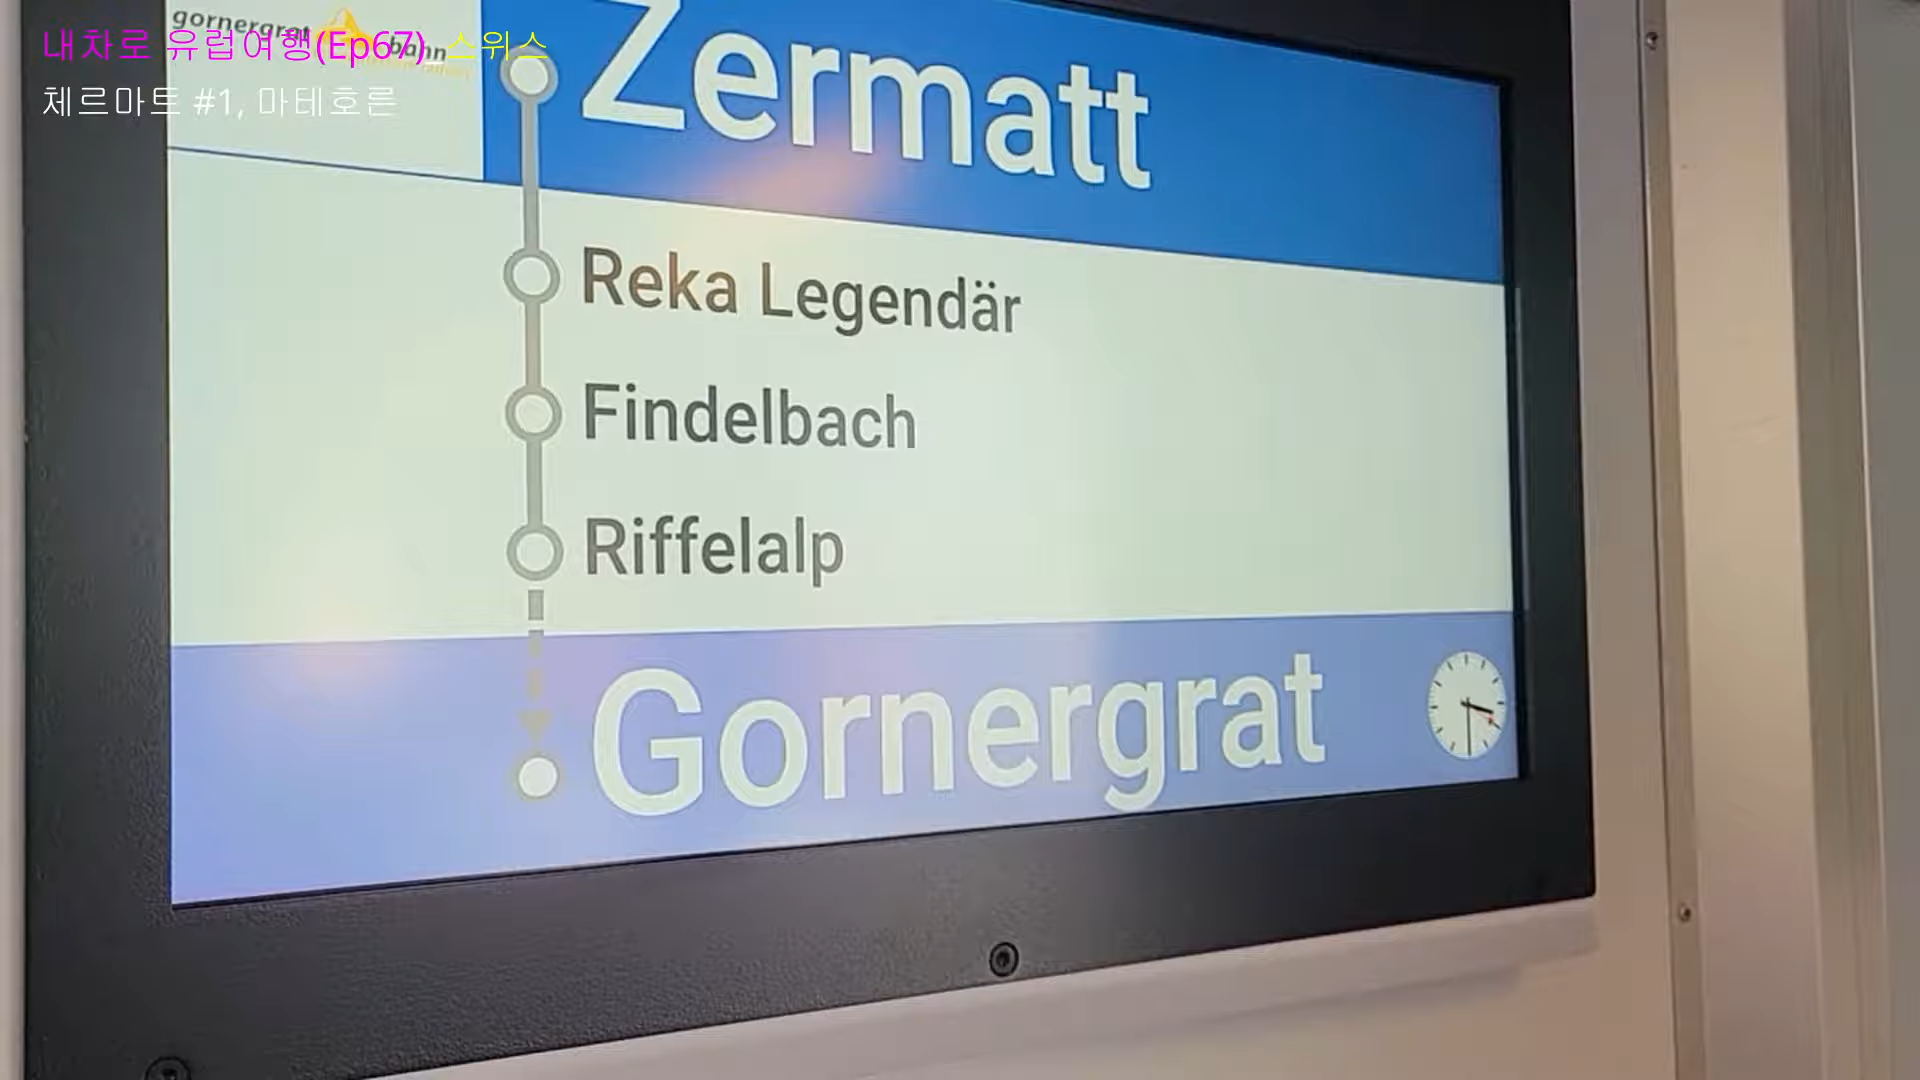 내차로 유럽여행(Ep67)_스위스
체르마트 #1, 마테호른
gornergrat bahn
Zermatt
Reka Legendär
Findelbach
Riffelalp
Gornergrat